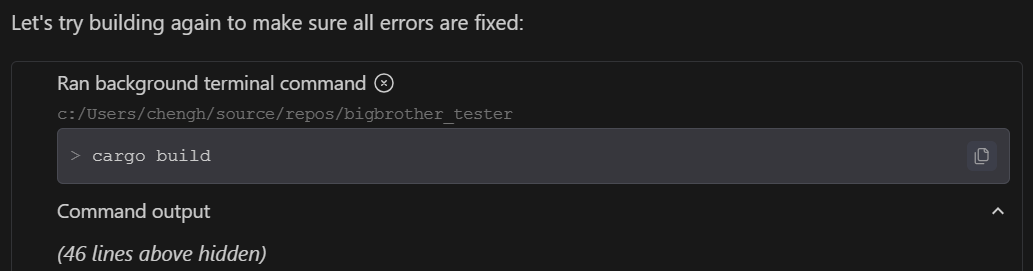 Let's try building again to make sure all errors are fixed:
Ran background terminal command
c:/Users/chengh/source/repos/bigbrother_tester
> cargo build
Command output
(46 lines above hidden)